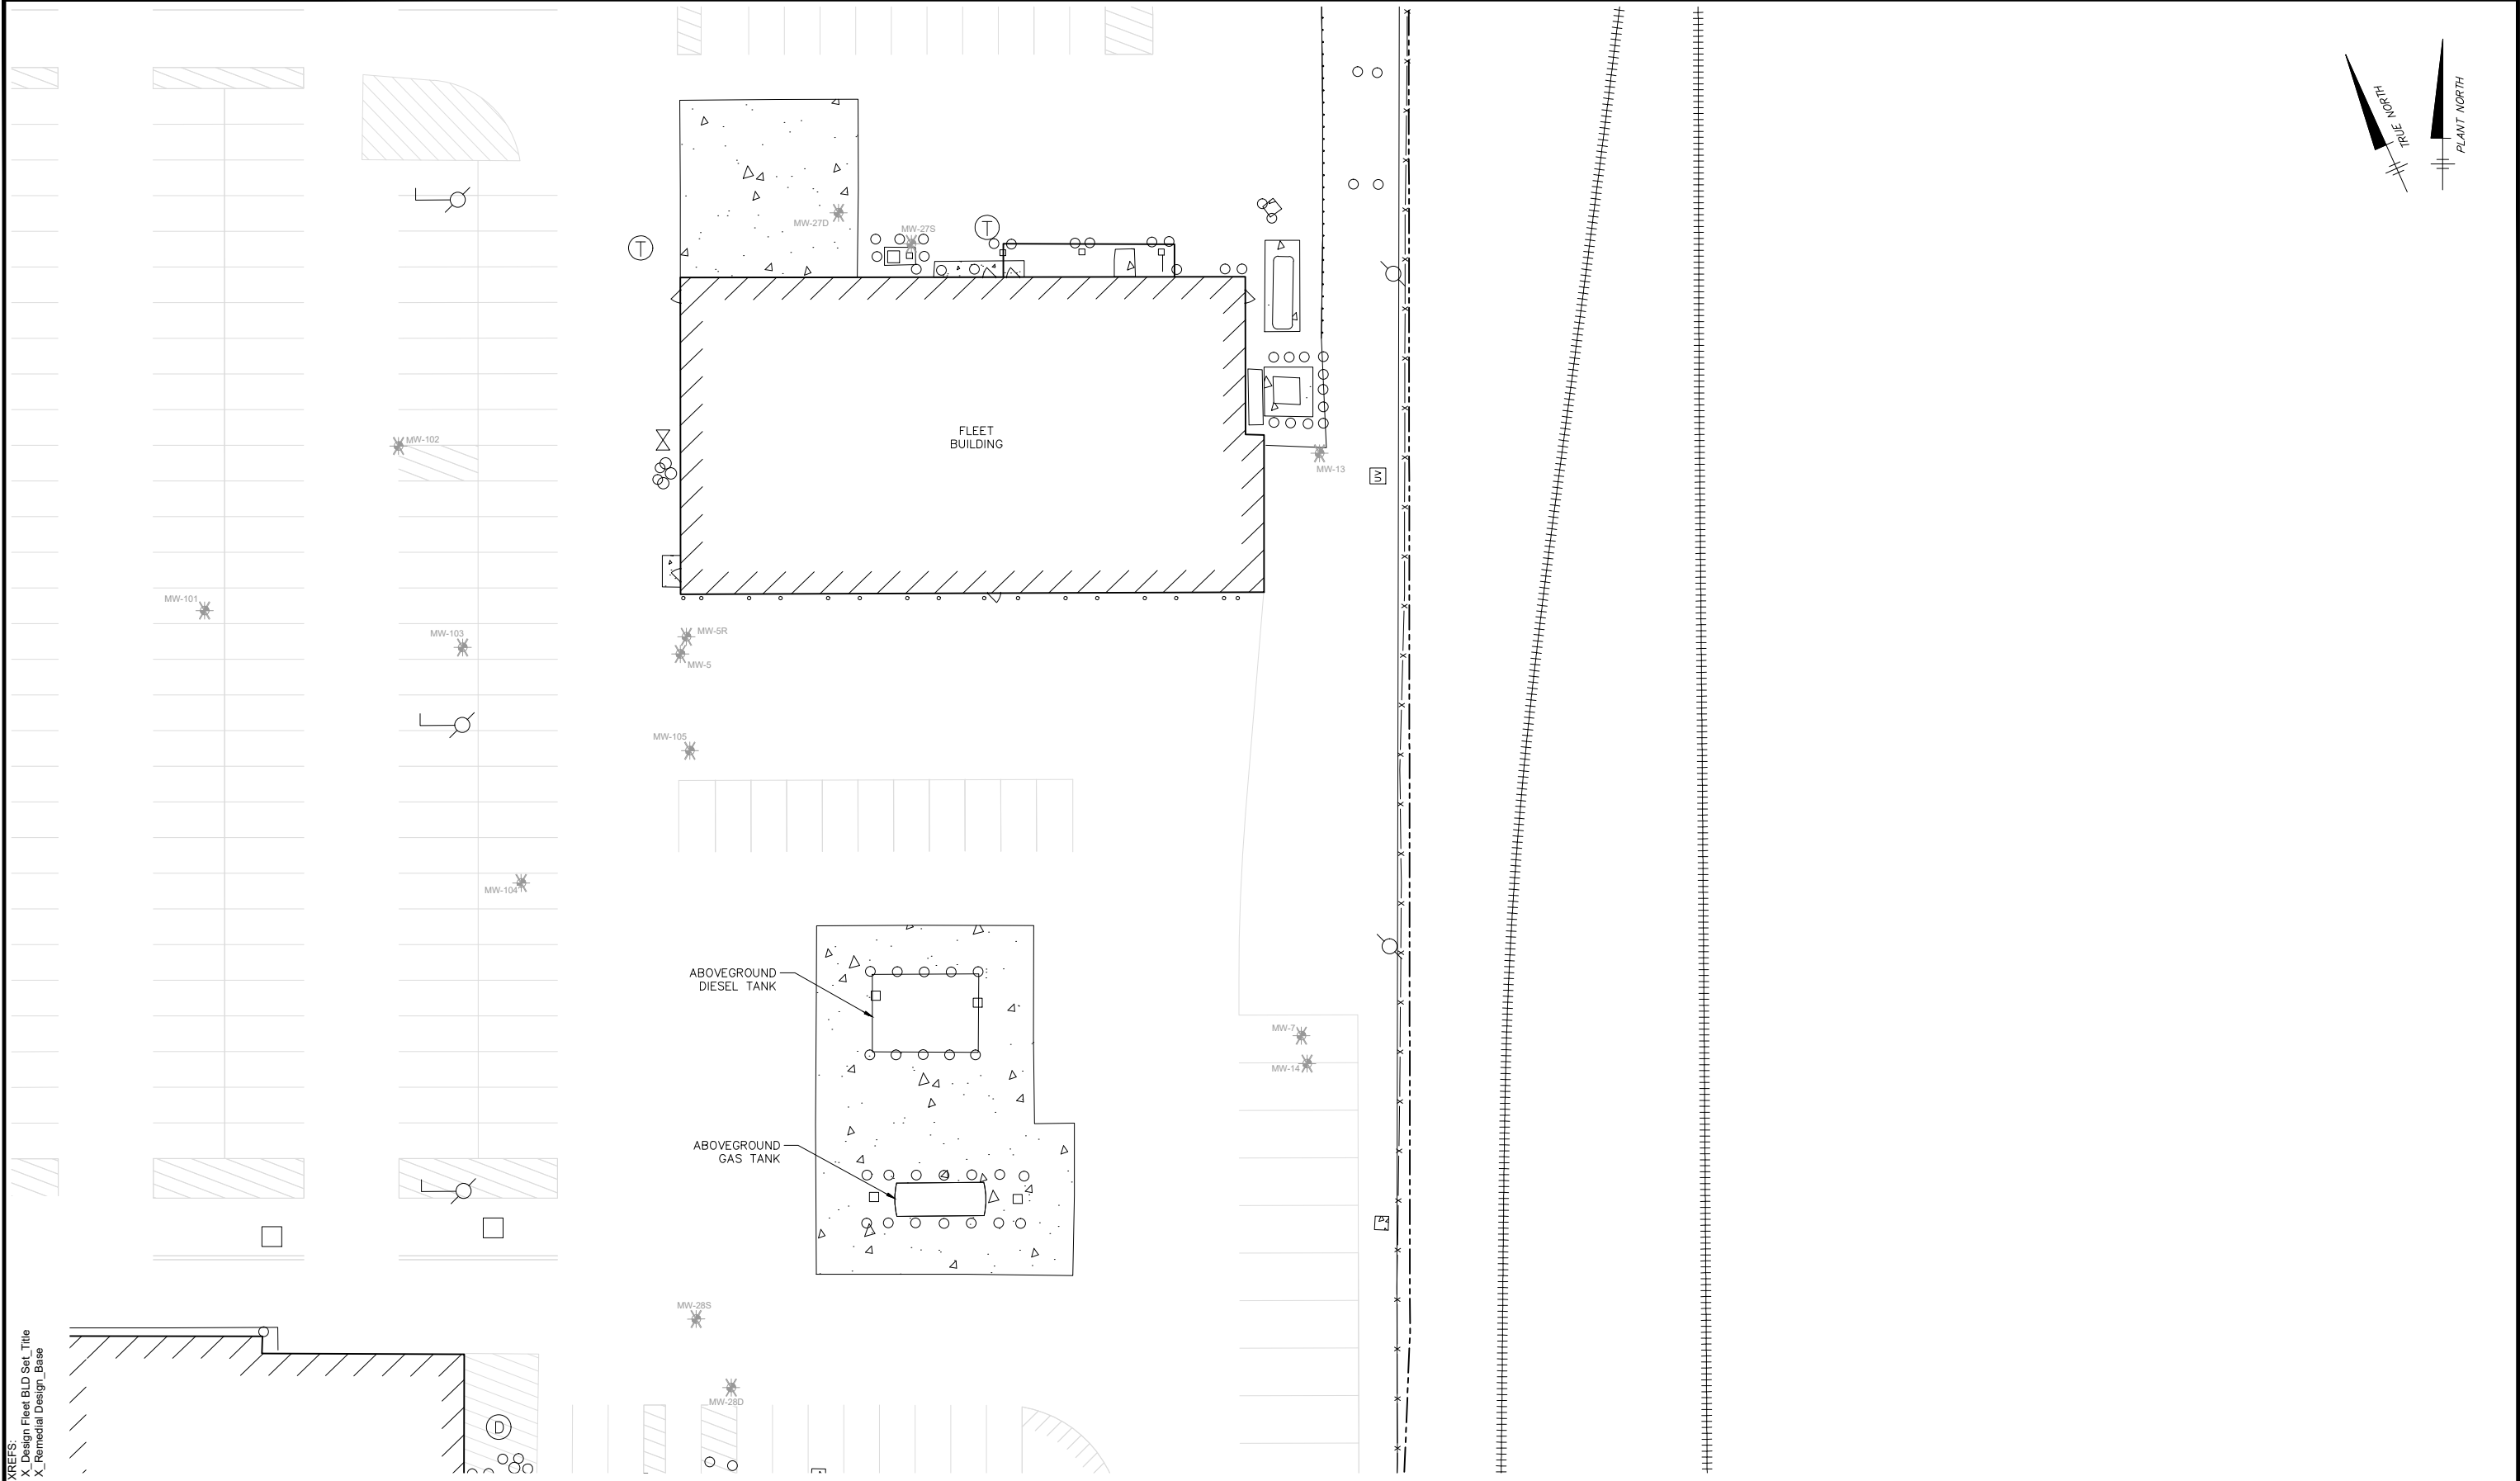 TRUE NORTH
PLANT NORTH
T
T
MW-27D
MW-27S
FLEET
BUILDING
MW-102
MW-13
MW-101
MW-103
MW-5R
MW-5
MW-105
MW-104
ABOVEGROUND
DIESEL TANK
MW-7
MW-14
ABOVEGROUND
GAS TANK
MW-28S
MW-28D
D
XREFS:
X_Design Fleet BLD Set_Title
X_Remedial Design_Base